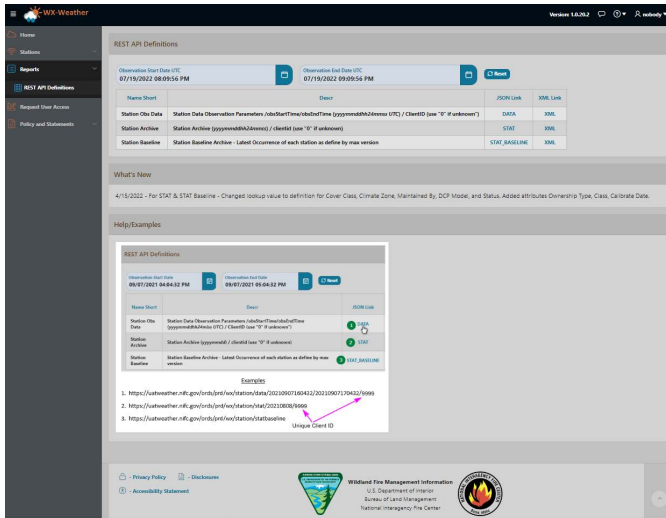 WX-Weather
Version: 1.0.20.2
nobody
Home
Stations
Reports
REST API Definitions
Request User Access
Policy and Statements
REST API Definitions
Observation Start Date UTC
07/19/2022 08:09:56 PM
Observation End Date UTC
07/19/2022 09:09:56 PM
Reset
Name Short Descr JSON Link XML Link
Station Obs Data Station Data Observation Parameters /obsStartTime/obsEndTime (yyyymmddhh24mmss UTC) / ClientID (use "0" if unknown") DATA XML
Station Archive Station Archive (yyyymmddhh24mmss) / clientid (use "0" if unknown) STAT XML
Station Baseline Station Baseline Archive - Latest Occurrence of each station as define by max version STAT_BASELINE XML
What's New
4/15/2022 - For STAT & STAT Baseline - Changed lookup value to definition for Cover Class, Climate Zone, Maintained By, DCP Model, and Status. Added attributes Ownership Type, Class, Calibrate Date.
Help/Examples
REST API Definitions
Observation Start Date
09/07/2021 04:04:32 PM
Observation End Date
09/07/2021 05:04:32 PM
Reset
Name Short Descr JSON Link
Station Obs Data Station Data Observation Parameters /obsStartTime/obsEndTime
(yyyymmddhh24mmss UTC) / ClientID (use "0" if unknown") 1 DATA
Station Archive Station Archive (yyyymmdd) / clientid (use "0" if unknown) 2 STAT
Station Baseline Station Baseline Archive - Latest Occurrence of each station as define by max
version 3 STAT_BASELINE
Examples
1. https://uatweather.nifc.gov/ords/prd/wx/station/data/20210907160432/20210907170432/9999
2. https://uatweather.nifc.gov/ords/prd/wx/station/stat/20210808/9999
3. https://uatweather.nifc.gov/ords/prd/wx/station/statbaseline
Unique Client ID
- Privacy Policy - Disclosures
- Accessibility Statement
Wildland Fire Management Information
U.S. Department of Interior
Bureau of Land Management
National Interagency Fire Center